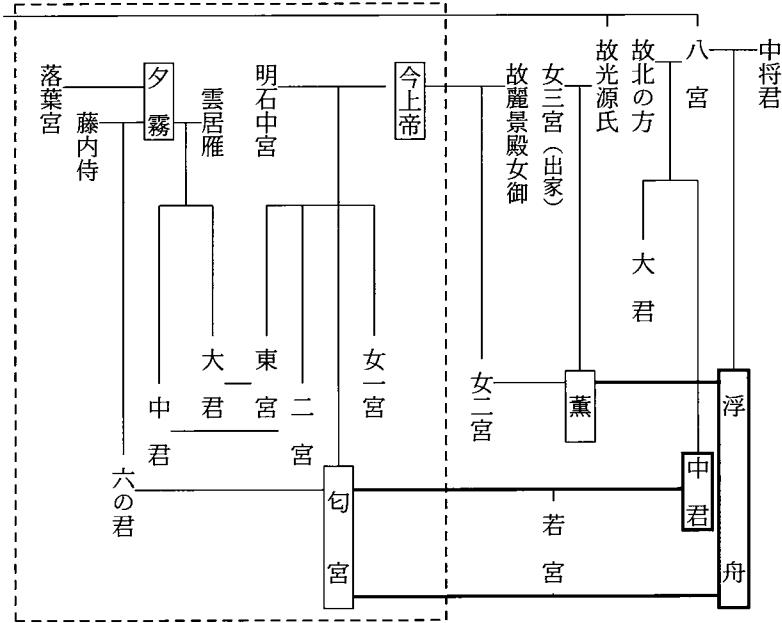 中将君
八宮
故北の方
故光源氏
女三宮（出家）
故麗景殿女御
今上帝
明石中宮
雲居雁
夕霧
藤内侍
落葉宮
大君
浮舟
中君
薫
女二宮
若宮
女一宮
匂宮
二宮
東宮
大君
中君
六の君